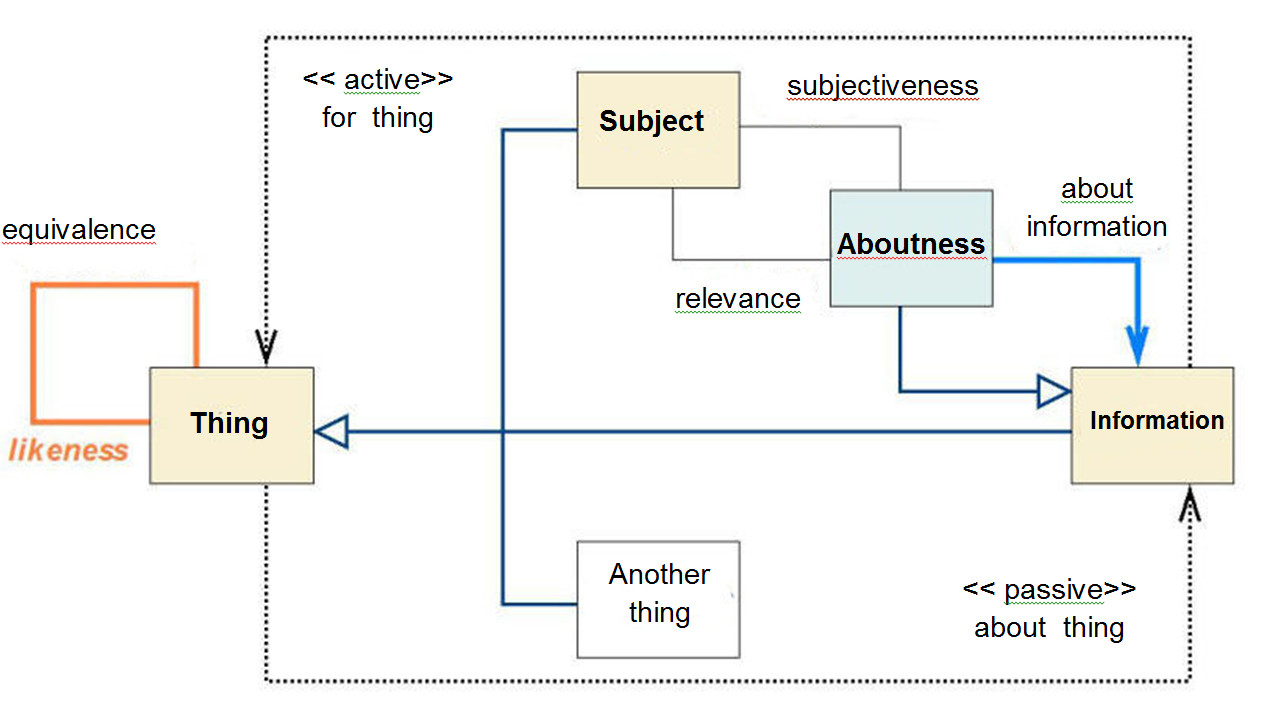 << active>>
for thing
Subject
subjectiveness
about
information
equivalence
Aboutness
relevance
Thing
Information
likeness
Another
thing
<< passive>>
about thing